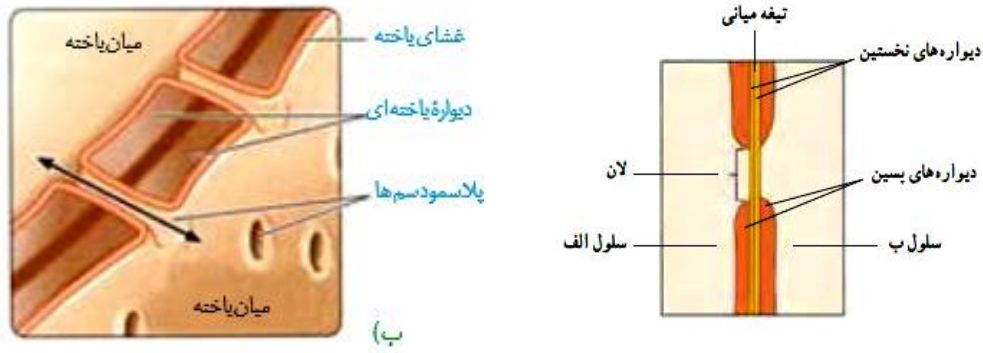 میان‌یاخته
غشای یاخته
دیوارهٔ یاخته‌ای
پلاسمودسم‌ها
میان‌یاخته
ب)
تیغه میانی
دیواره‌های نخستین
لان
دیواره‌های پسین
سلول الف
سلول ب